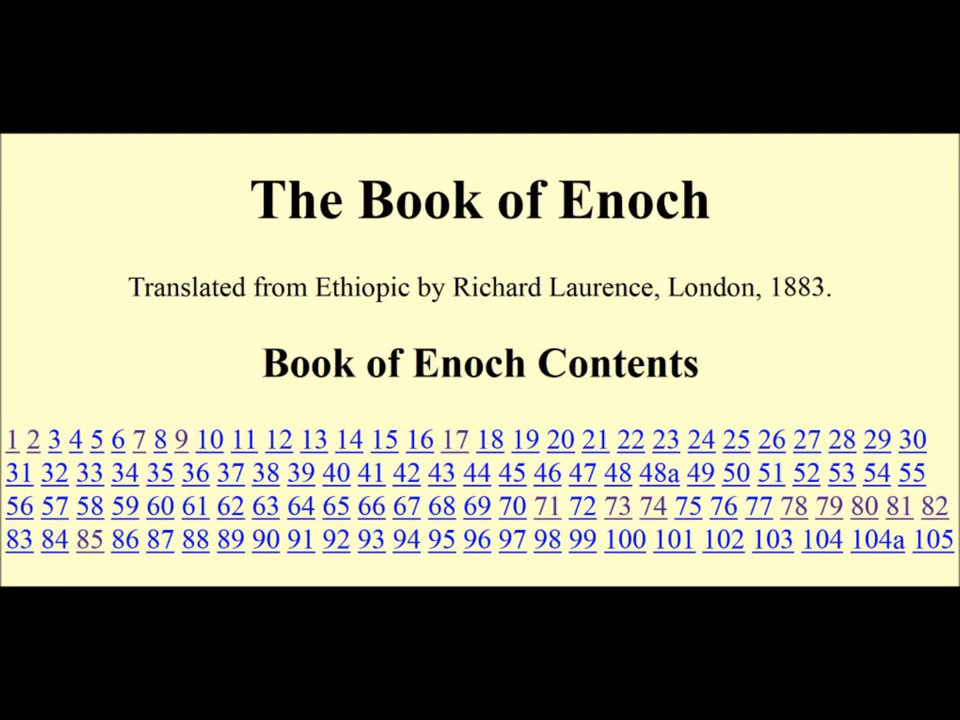 The Book of Enoch
Translated from Ethiopic by Richard Laurence, London, 1883.
Book of Enoch Contents
1 2 3 4 5 6 7 8 9 10 11 12 13 14 15 16 17 18 19 20 21 22 23 24 25 26 27 28 29 30
31 32 33 34 35 36 37 38 39 40 41 42 43 44 45 46 47 48 48a 49 50 51 52 53 54 55
56 57 58 59 60 61 62 63 64 65 66 67 68 69 70 71 72 73 74 75 76 77 78 79 80 81 82
83 84 85 86 87 88 89 90 91 92 93 94 95 96 97 98 99 100 101 102 103 104 104a 105